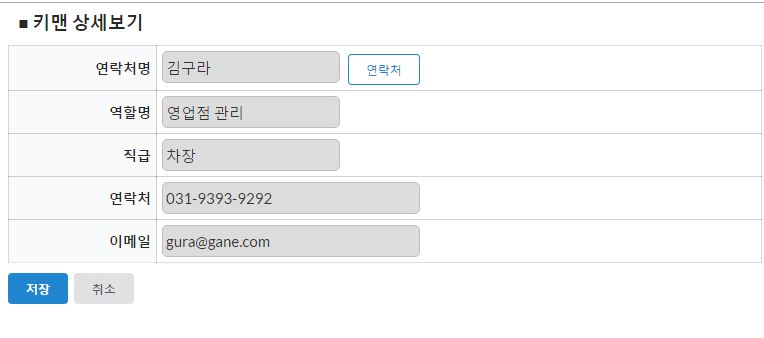 ■ 키맨 상세보기
연락처명 김구라 연락처
역할명 영업점 관리
직급 차장
연락처 031-9393-9292
이메일 gura@gane.com
저장 취소